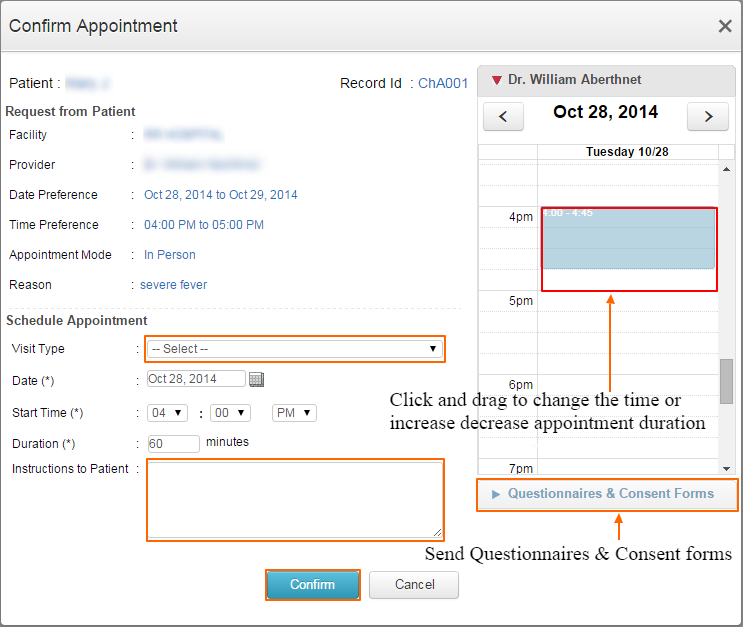 Confirm Appointment
Patient :
Record Id : ChA001
Request from Patient
Facility :
Provider :
Date Preference : Oct 28, 2014 to Oct 29, 2014
Time Preference : 04:00 PM to 05:00 PM
Appointment Mode : In Person
Reason : severe fever
Schedule Appointment
Visit Type : -- Select --
Date (*) : Oct 28, 2014
Start Time (*) : 04 : 00 PM
Duration (*) : 60 minutes
Instructions to Patient :
Confirm
Cancel
Dr. William Aberthnet
Oct 28, 2014
Tuesday 10/28
4pm
4:00 - 4:45
5pm
6pm
Click and drag to change the time or
increase decrease appointment duration
7pm
Questionnaires & Consent Forms
Send Questionnaires & Consent forms